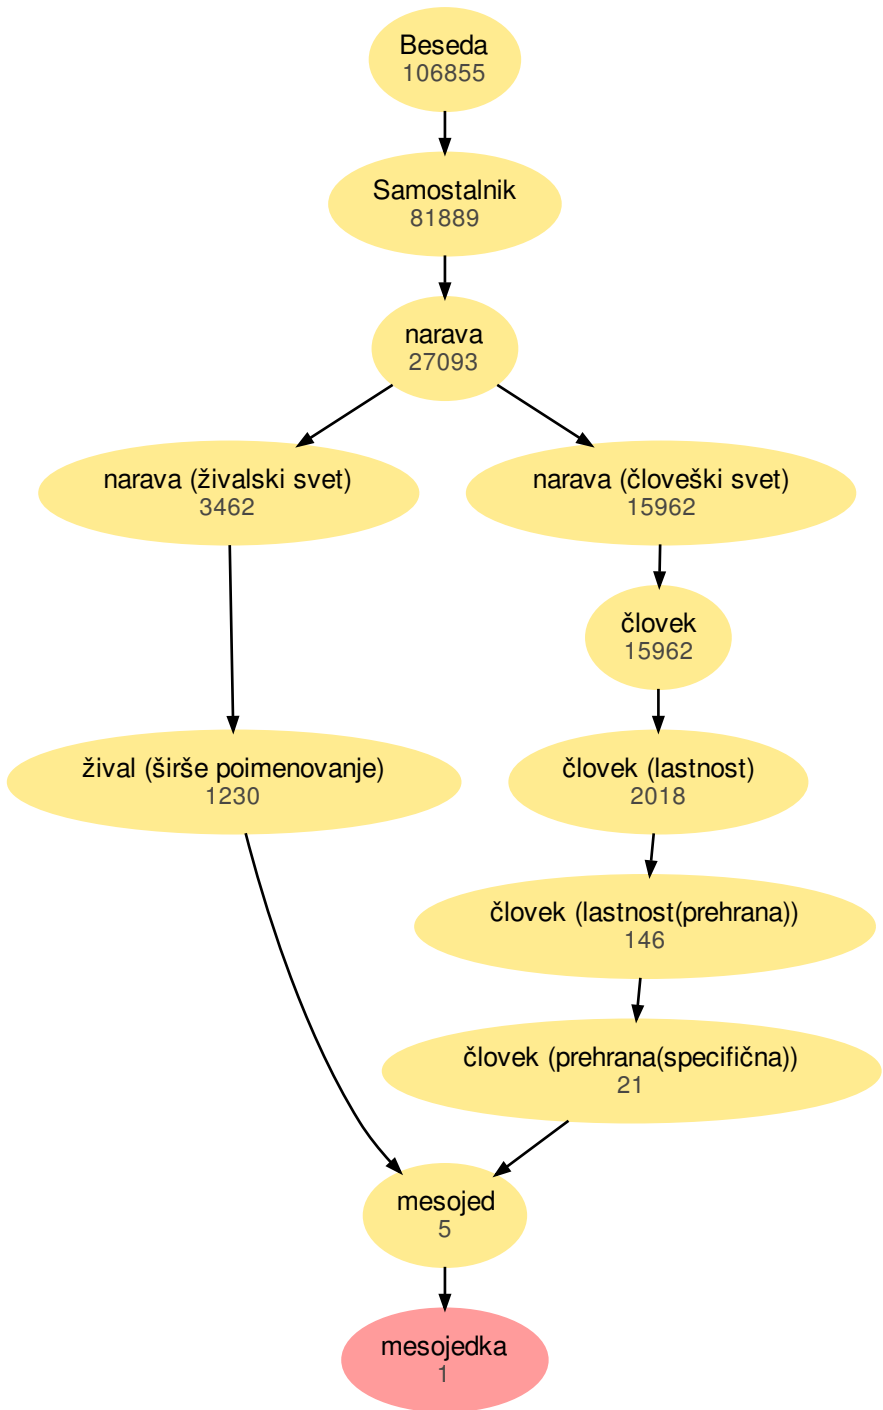 Beseda
106855
Samostalnik
81889
narava
27093
narava (živalski svet)
3462
narava (človeški svet)
15962
človek
15962
žival (širše poimenovanje)
1230
človek (lastnost)
2018
človek (lastnost(prehrana))
146
človek (prehrana(specifična))
21
mesojed
5
mesojedka
1